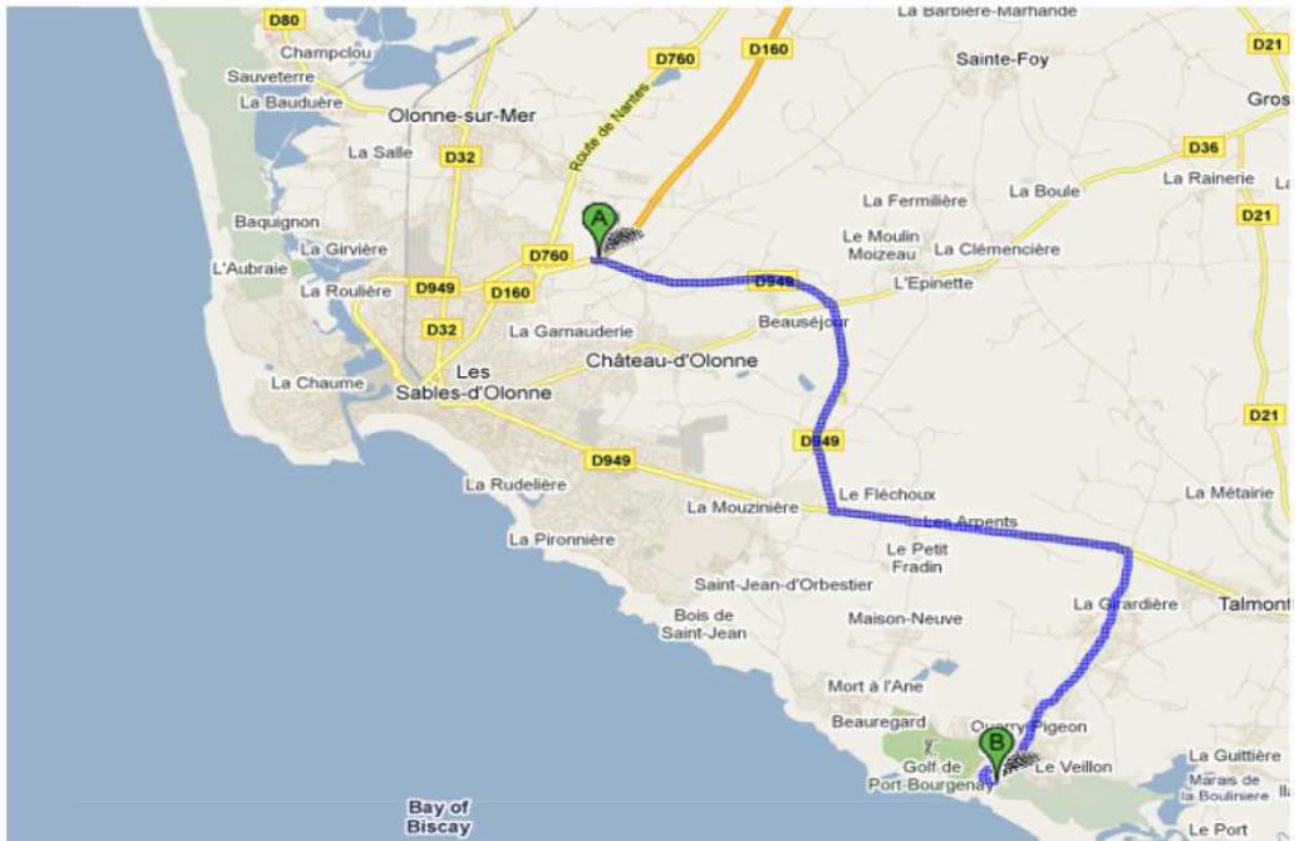 La Barbière-Marhande
D80
D160
D21
Champclou
D760
Sainte-Foy
Sauveterre
La Bauduère
Gros
Olonne-sur-Mer
Route de Nantes
La Salle
D32
D36
La Boule
La Rainerie
La Fermilière
D21
Baquignon
A
La Girvière
Le Moulin
Moizeau
La Clémencière
D760
L'Aubraie
La Roulière
D949
D160
D949
L'Epinette
D32
La Garnauderie
Beauséjour
Château-d'Olonne
La Chaume
Les
Sables-d'Olonne
D21
D949
D949
La Rudelière
Le Fléchoux
La Métairie
La Mouzinière
Les Arpents
La Pironnière
Le Petit
Fradin
Saint-Jean-d'Orbestier
La Girardière
Talmont
Bois de
Saint-Jean
Maison-Neuve
Mort à l'Ane
Beauregard
Querry-Pigeon
B
Golf de
Port-Bourgenay
Le Veillon
La Guittière
Marais de
la Bouliniere
Bay of
Biscay
Le Port